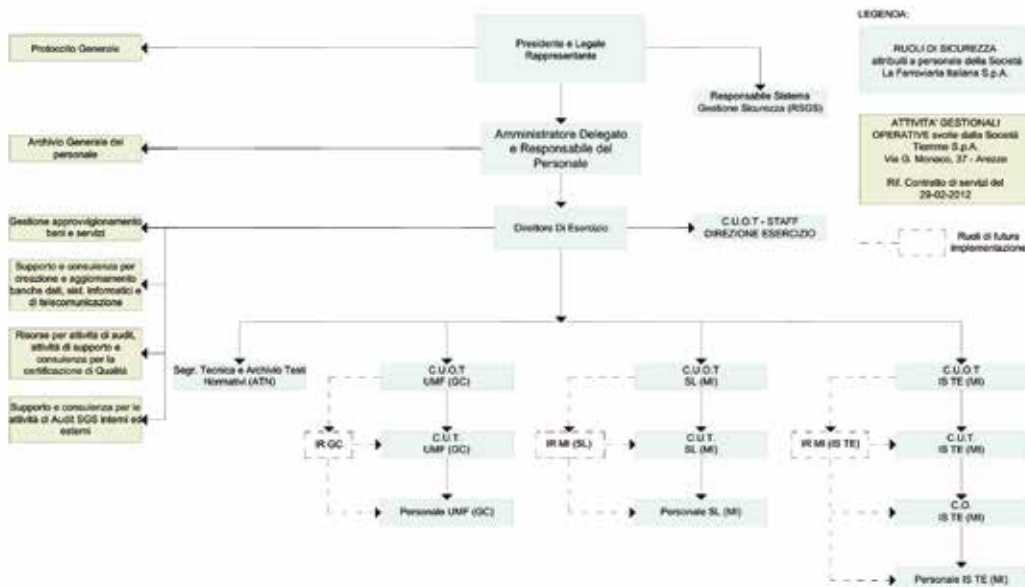 LEGENDA:
Presidente e Legale
Rappresentante
Protocollo Generale
RUOLI DI SICUREZZA
attribuiti a personale della Società
La Ferroviaria Italiana S.p.A.
Responsabile Sistema
Gestione Sicurezza (RSGS)
Amministratore Delegato
e Responsabile del
Personale
Archivio Generale del
personale
ATTIVITA' GESTIONALI
OPERATIVE svolte dalla Società
Tiemme S.p.A.
Via G. Monaco, 37 - Arezzo
Rif. Contratto di servizi del
29-02-2012
Gestione approvvigionamento
beni e servizi
Direttore Di Esercizio
C.U.O.T - STAFF
DIREZIONE ESERCIZIO
Ruoli di futura
implementazione
Supporto e consulenza per
creazione e aggiornamento
banche dati, sist. informatici e
di telecomunicazione
Risorse per attività di audit,
attività di supporto e
consulenza per la
certificazione di Qualità
Supporto e consulenza per le
attività di Audit SGS interni ed
esterni
Segr. Tecnica e Archivio Testi
Normativi (ATN)
C.U.O.T
UMF (GC)
C.U.O.T
SL (MI)
C.U.O.T
IS TE (MI)
IR GC
C.U.T.
UMF (GC)
IR MI (SL)
C.U.T.
SL (MI)
IR MI (IS TE)
C.U.T.
IS TE (MI)
Personale UMF (GC)
Personale SL (MI)
C.O.
IS TE (MI)
Personale IS TE (MI)